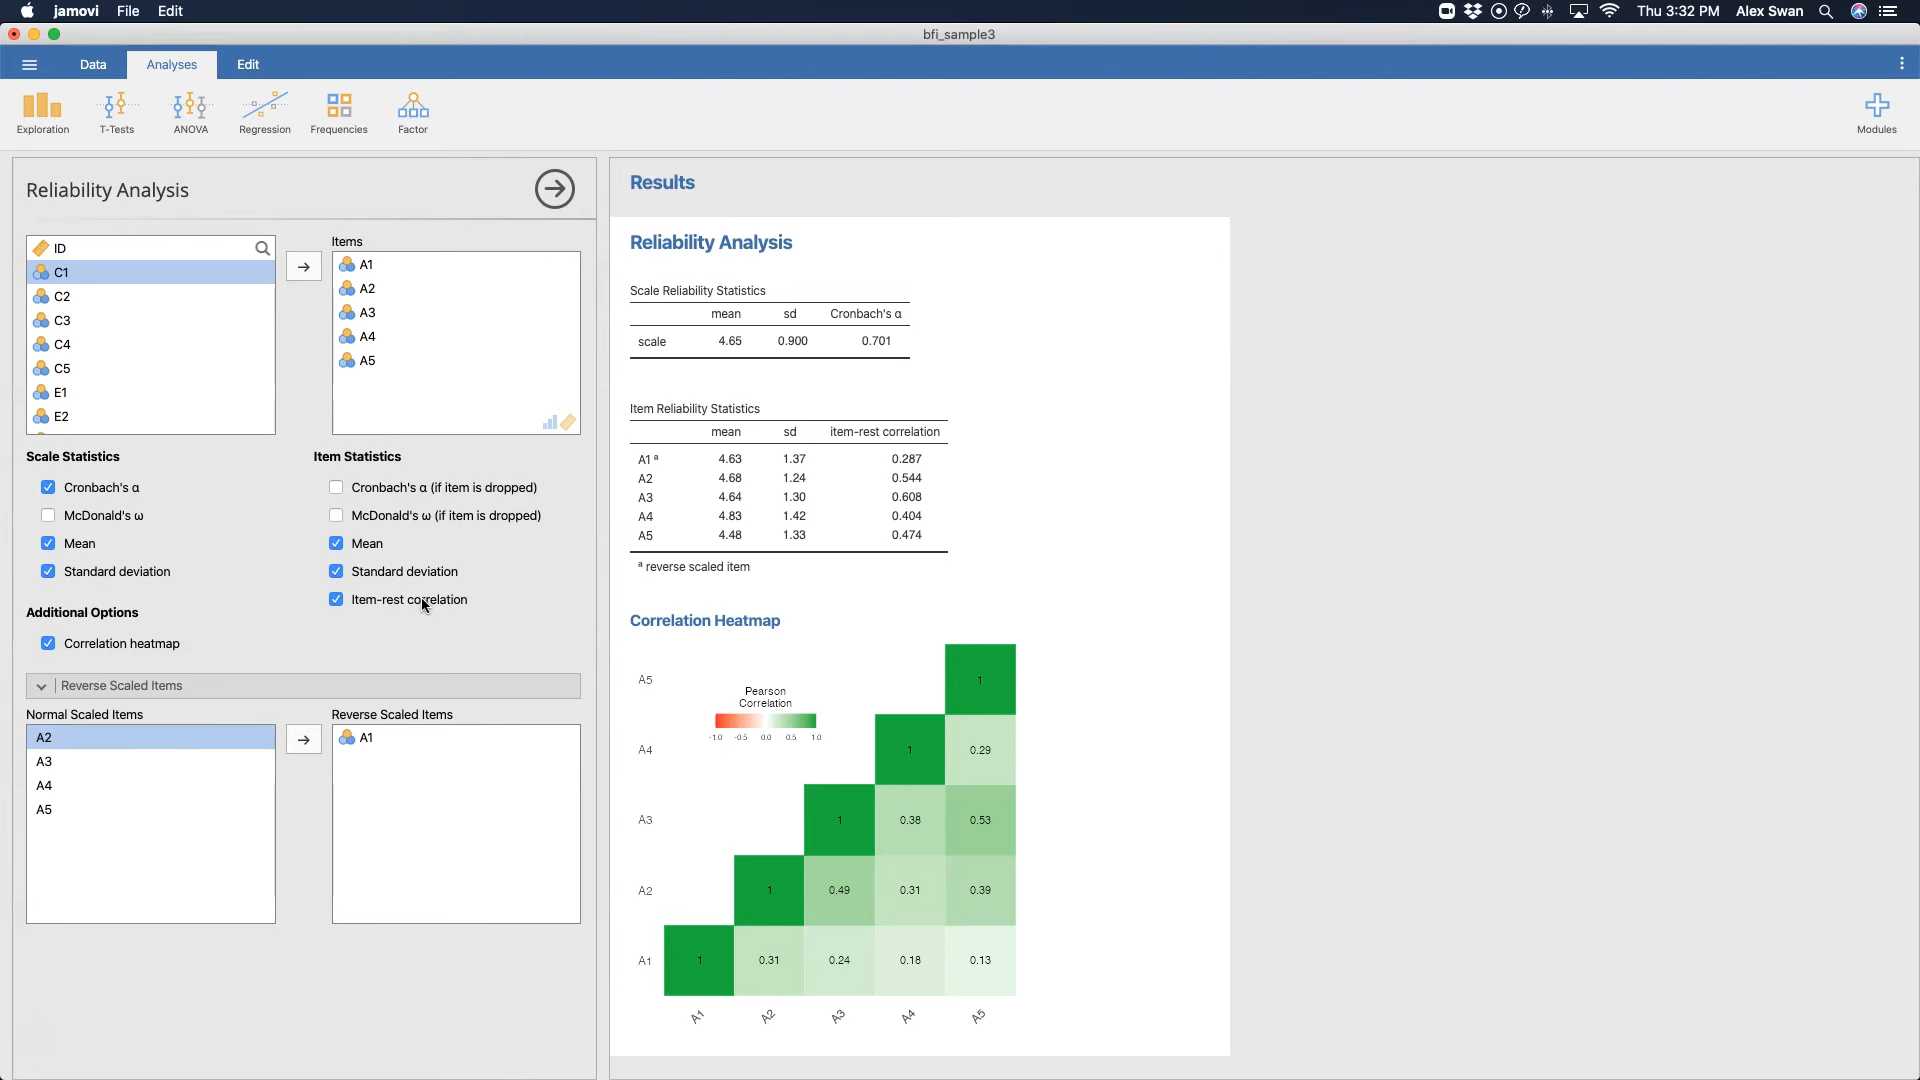 jamovi File Edit
Thu 3:32 PM Alex Swan
bfi_sample3
Data Analyses Edit
Exploration T-Tests ANOVA Regression Frequencies Factor Modules
Reliability Analysis
ID
C1
C2
C3
C4
C5
E1
E2
Items
A1
A2
A3
A4
A5
Scale Statistics
Cronbach's α
McDonald's ω
Mean
Standard deviation
Item Statistics
Cronbach's α (if item is dropped)
McDonald's ω (if item is dropped)
Mean
Standard deviation
Item-rest correlation
Additional Options
Correlation heatmap
Reverse Scaled Items
Normal Scaled Items
A2
A3
A4
A5
Reverse Scaled Items
A1
Results
Reliability Analysis
Scale Reliability Statistics
mean sd Cronbach's α
scale 4.65 0.900 0.701
Item Reliability Statistics
mean sd item-rest correlation
A1 ᵃ 4.63 1.37 0.287
A2 4.68 1.24 0.544
A3 4.64 1.30 0.608
A4 4.83 1.42 0.404
A5 4.48 1.33 0.474
ᵃ reverse scaled item
Correlation Heatmap
Pearson
Correlation
-1.0 -0.5 0.0 0.5 1.0
A5 1
A4 1 0.29
A3 1 0.38 0.53
A2 1 0.49 0.31 0.39
A1 1 0.31 0.24 0.18 0.13
A1 A2 A3 A4 A5